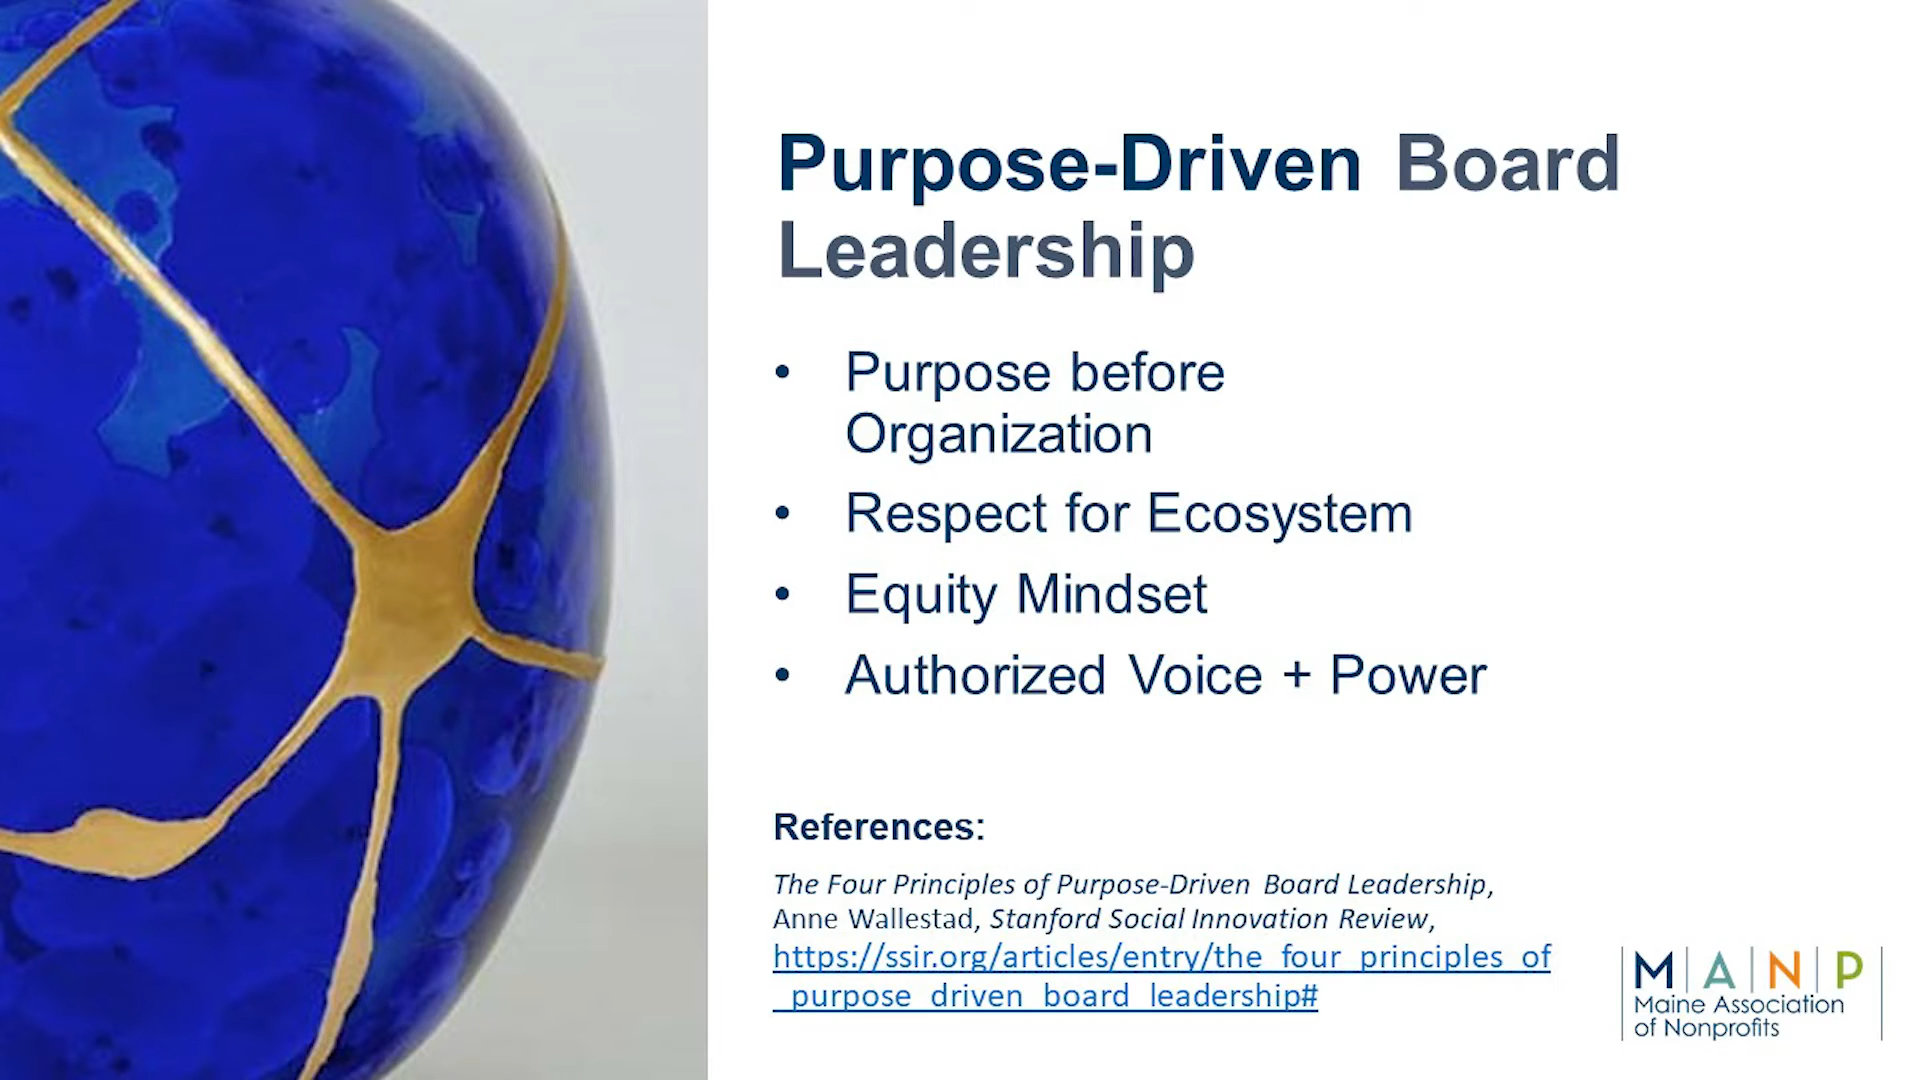 Purpose-Driven Board
Leadership
• Purpose before
Organization
• Respect for Ecosystem
• Equity Mindset
• Authorized Voice + Power
References:
The Four Principles of Purpose-Driven Board Leadership,
Anne Wallestad, Stanford Social Innovation Review,
https://ssir.org/articles/entry/the_four_principles_of
_purpose_driven_board_leadership#
M|A|N|P
Maine Association
of Nonprofits